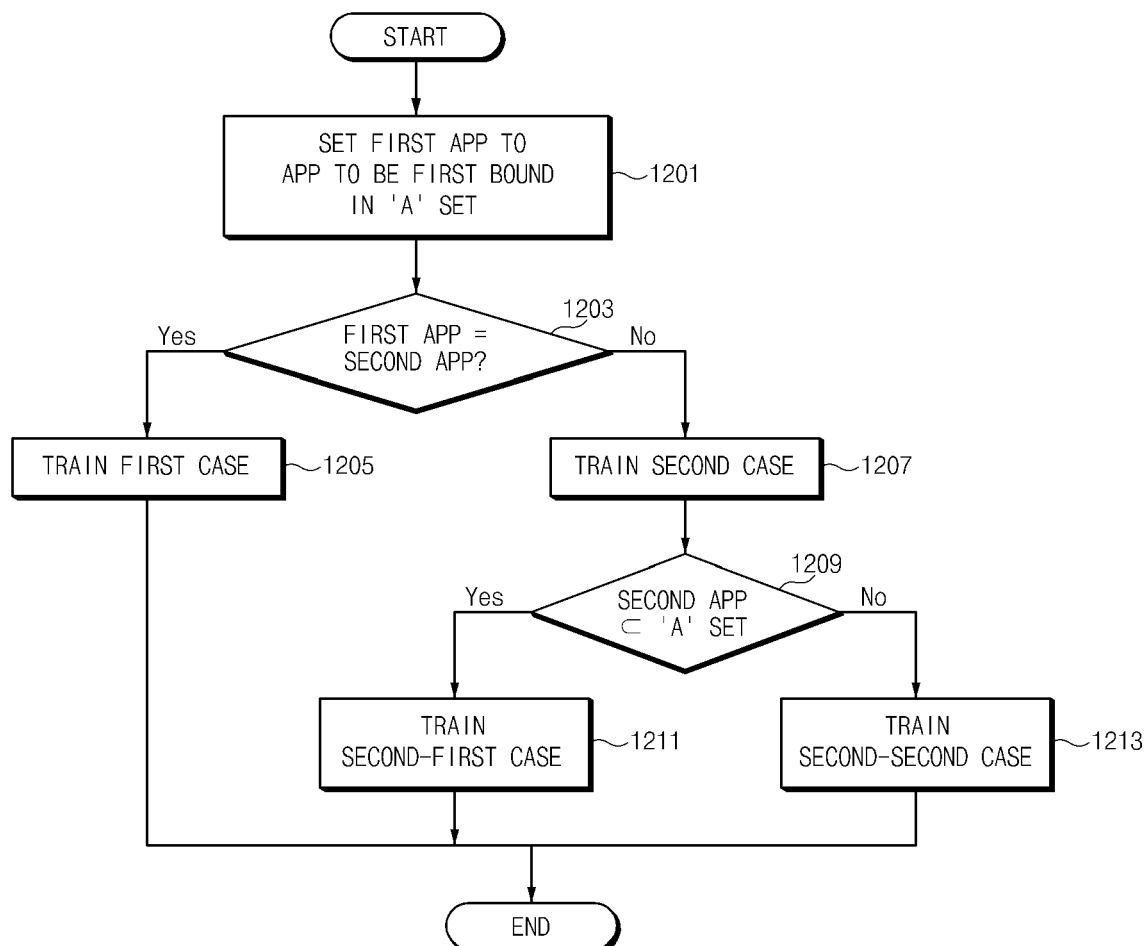 START
SET FIRST APP TO
APP TO BE FIRST BOUND
IN 'A' SET
1201
FIRST APP =
SECOND APP?
1203
Yes
No
TRAIN FIRST CASE
1205
TRAIN SECOND CASE
1207
SECOND APP
⊂ 'A' SET
1209
Yes
No
TRAIN
SECOND-FIRST CASE
1211
TRAIN
SECOND-SECOND CASE
1213
END